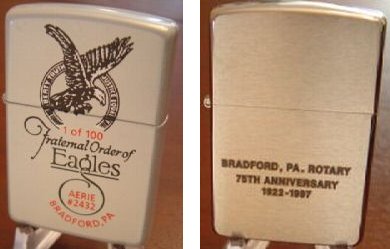 1 of 100
Fraternal Order of
Eagles
AERIE
#2432
BRADFORD, PA
BRADFORD, PA. ROTARY
75TH ANNIVERSARY
1922-1997